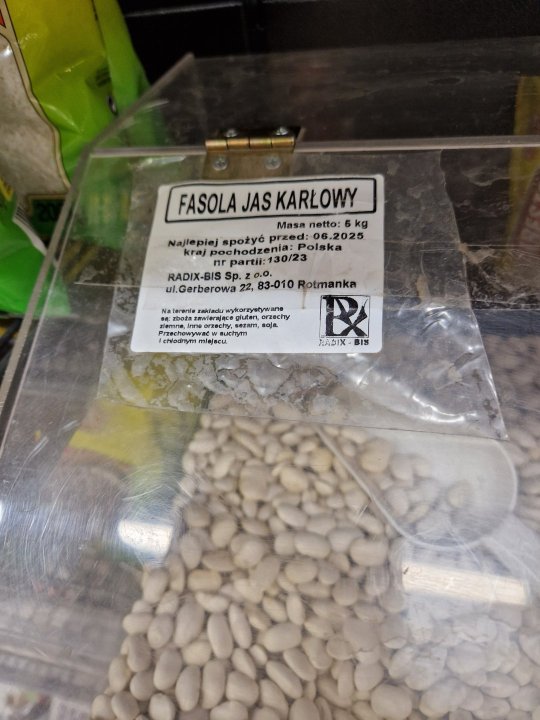 FASOLA JAS KARŁOWY
Masa netto: 5 kg
Najlepiej spożyć przed: 06.2025
kraj pochodzenia: Polska
nr partii: 130/23
RADIX-BIS Sp. z o.o.
ul.Gerberowa 22, 83-010 Rotmanka
Na terenie zakładu wykorzystywane
są: zboża zawierające gluten, orzechy
ziemne, inne orzechy, sezam, soja.
Przechowywać w suchym
i chłodnym miejscu.
RADIX - BIS